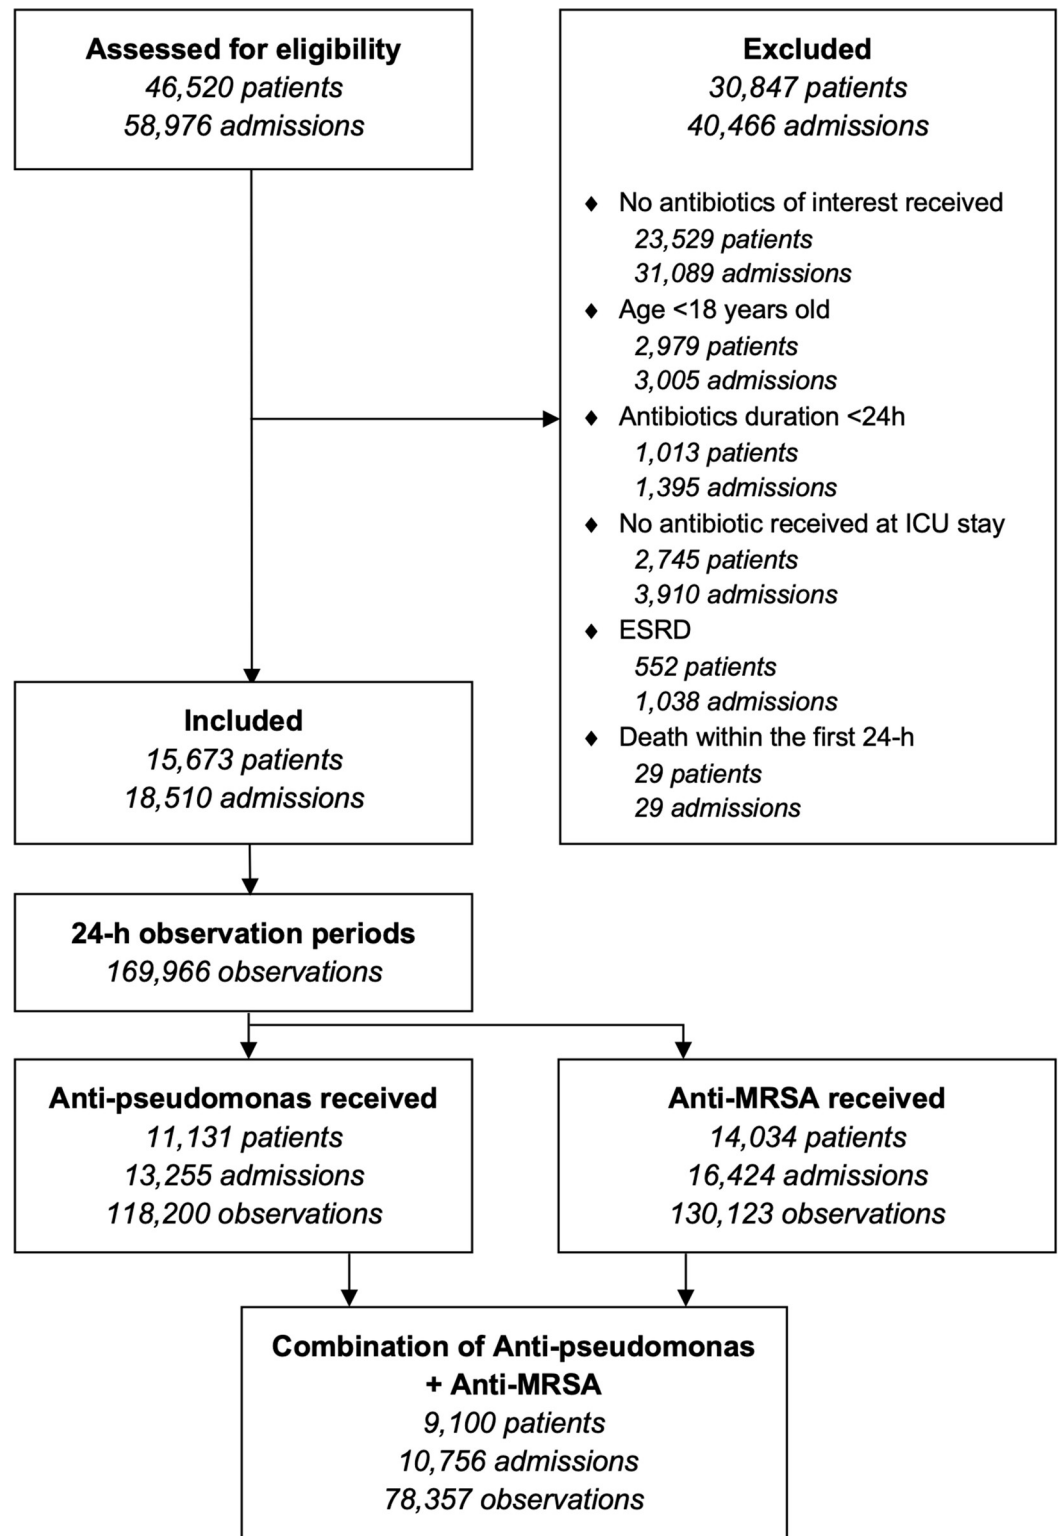 Assessed for eligibility
46,520 patients
58,976 admissions
Excluded
30,847 patients
40,466 admissions
♦ No antibiotics of interest received
23,529 patients
31,089 admissions
♦ Age <18 years old
2,979 patients
3,005 admissions
♦ Antibiotics duration <24h
1,013 patients
1,395 admissions
♦ No antibiotic received at ICU stay
2,745 patients
3,910 admissions
♦ ESRD
552 patients
1,038 admissions
♦ Death within the first 24-h
29 patients
29 admissions
Included
15,673 patients
18,510 admissions
24-h observation periods
169,966 observations
Anti-pseudomonas received
11,131 patients
13,255 admissions
118,200 observations
Anti-MRSA received
14,034 patients
16,424 admissions
130,123 observations
Combination of Anti-pseudomonas
+ Anti-MRSA
9,100 patients
10,756 admissions
78,357 observations